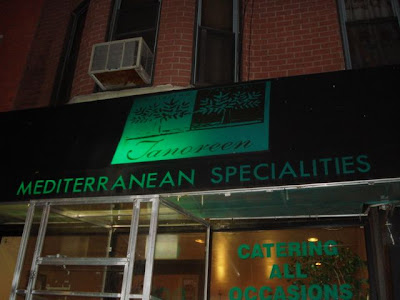 Tanoreen
MEDITERRANEAN SPECIALITIES
CATERING
ALL
OCCASIONS